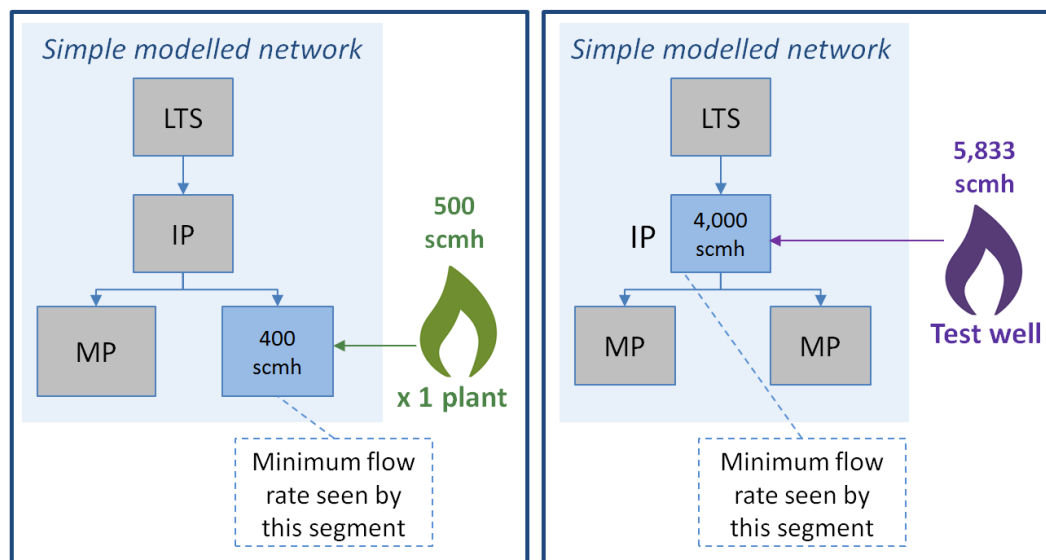 Simple modelled network
LTS
IP
MP
400
scmh
500
scmh
x 1 plant
Minimum flow
rate seen by
this segment
Simple modelled network
LTS
IP
4,000
scmh
MP
MP
5,833
scmh
Test well
Minimum flow
rate seen by
this segment